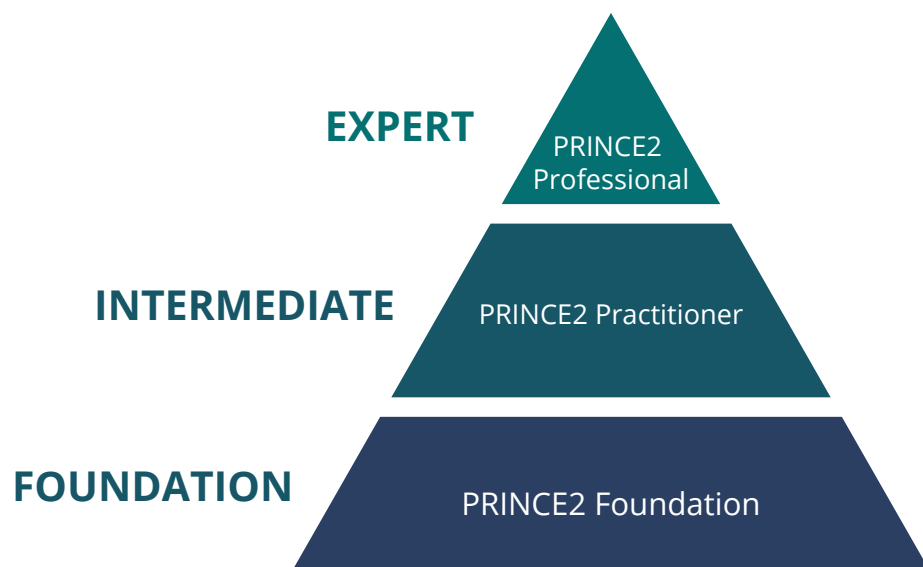 EXPERT
PRINCE2
Professional
INTERMEDIATE
PRINCE2 Practitioner
FOUNDATION
PRINCE2 Foundation